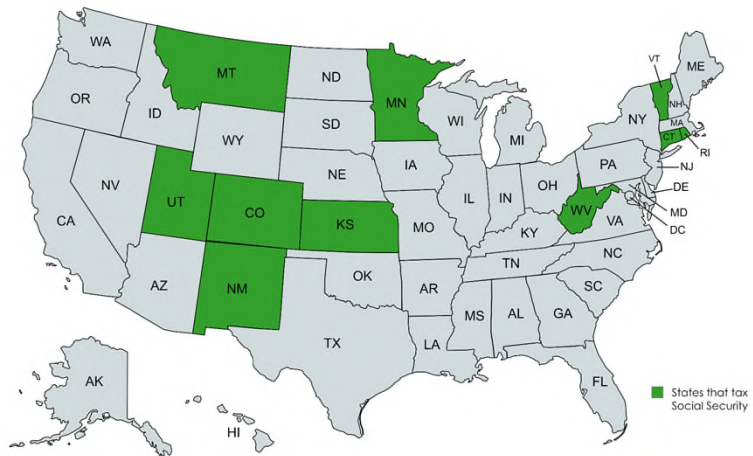 WA
MT
ND
MN
VT
ME
OR
ID
SD
WI
MI
NY
NH
MA
CT
RI
WY
IA
PA
NJ
NE
NV
UT
CO
KS
IL
IN
OH
DE
MD
DC
WV
VA
CA
MO
KY
NC
TN
AZ
NM
OK
AR
SC
MS
AL
GA
TX
LA
FL
AK
HI
States that tax
Social Security